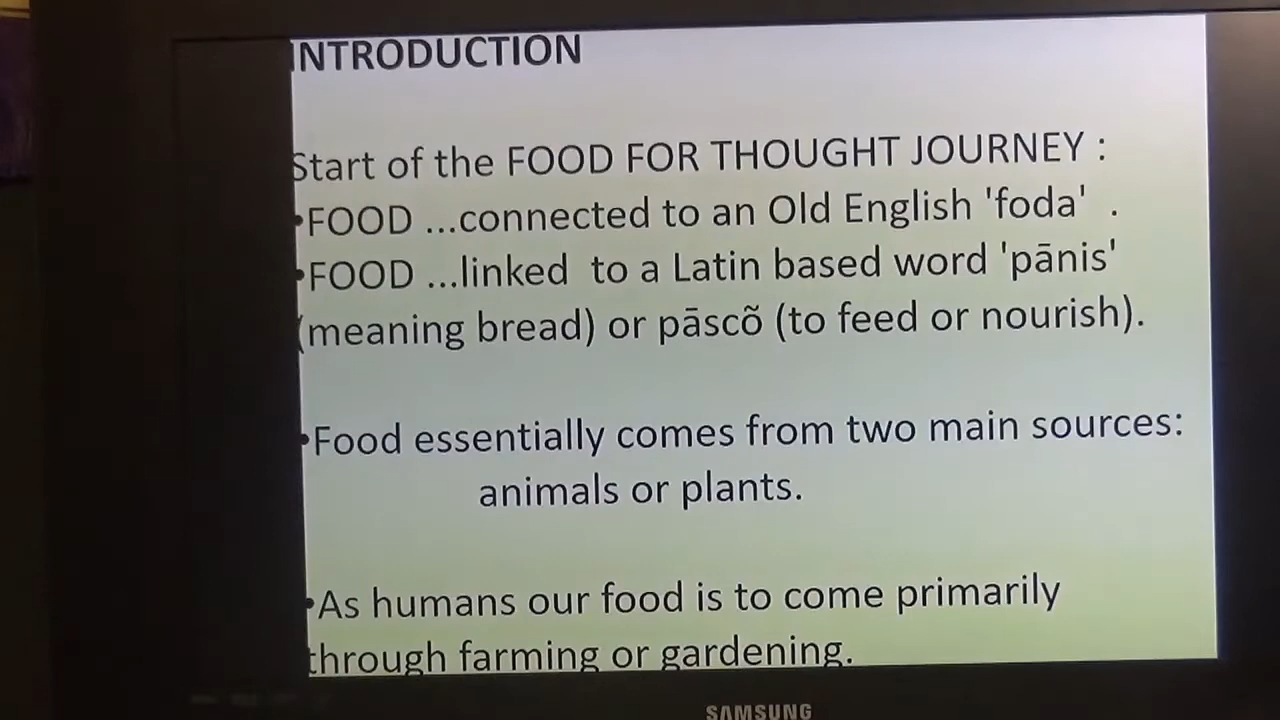 INTRODUCTION
Start of the FOOD FOR THOUGHT JOURNEY :
•FOOD ...connected to an Old English 'foda' .
•FOOD ...linked to a Latin based word 'pānis'
(meaning bread) or pāscõ (to feed or nourish).
•Food essentially comes from two main sources:
animals or plants.
•As humans our food is to come primarily
through farming or gardening.
SAMSUNG